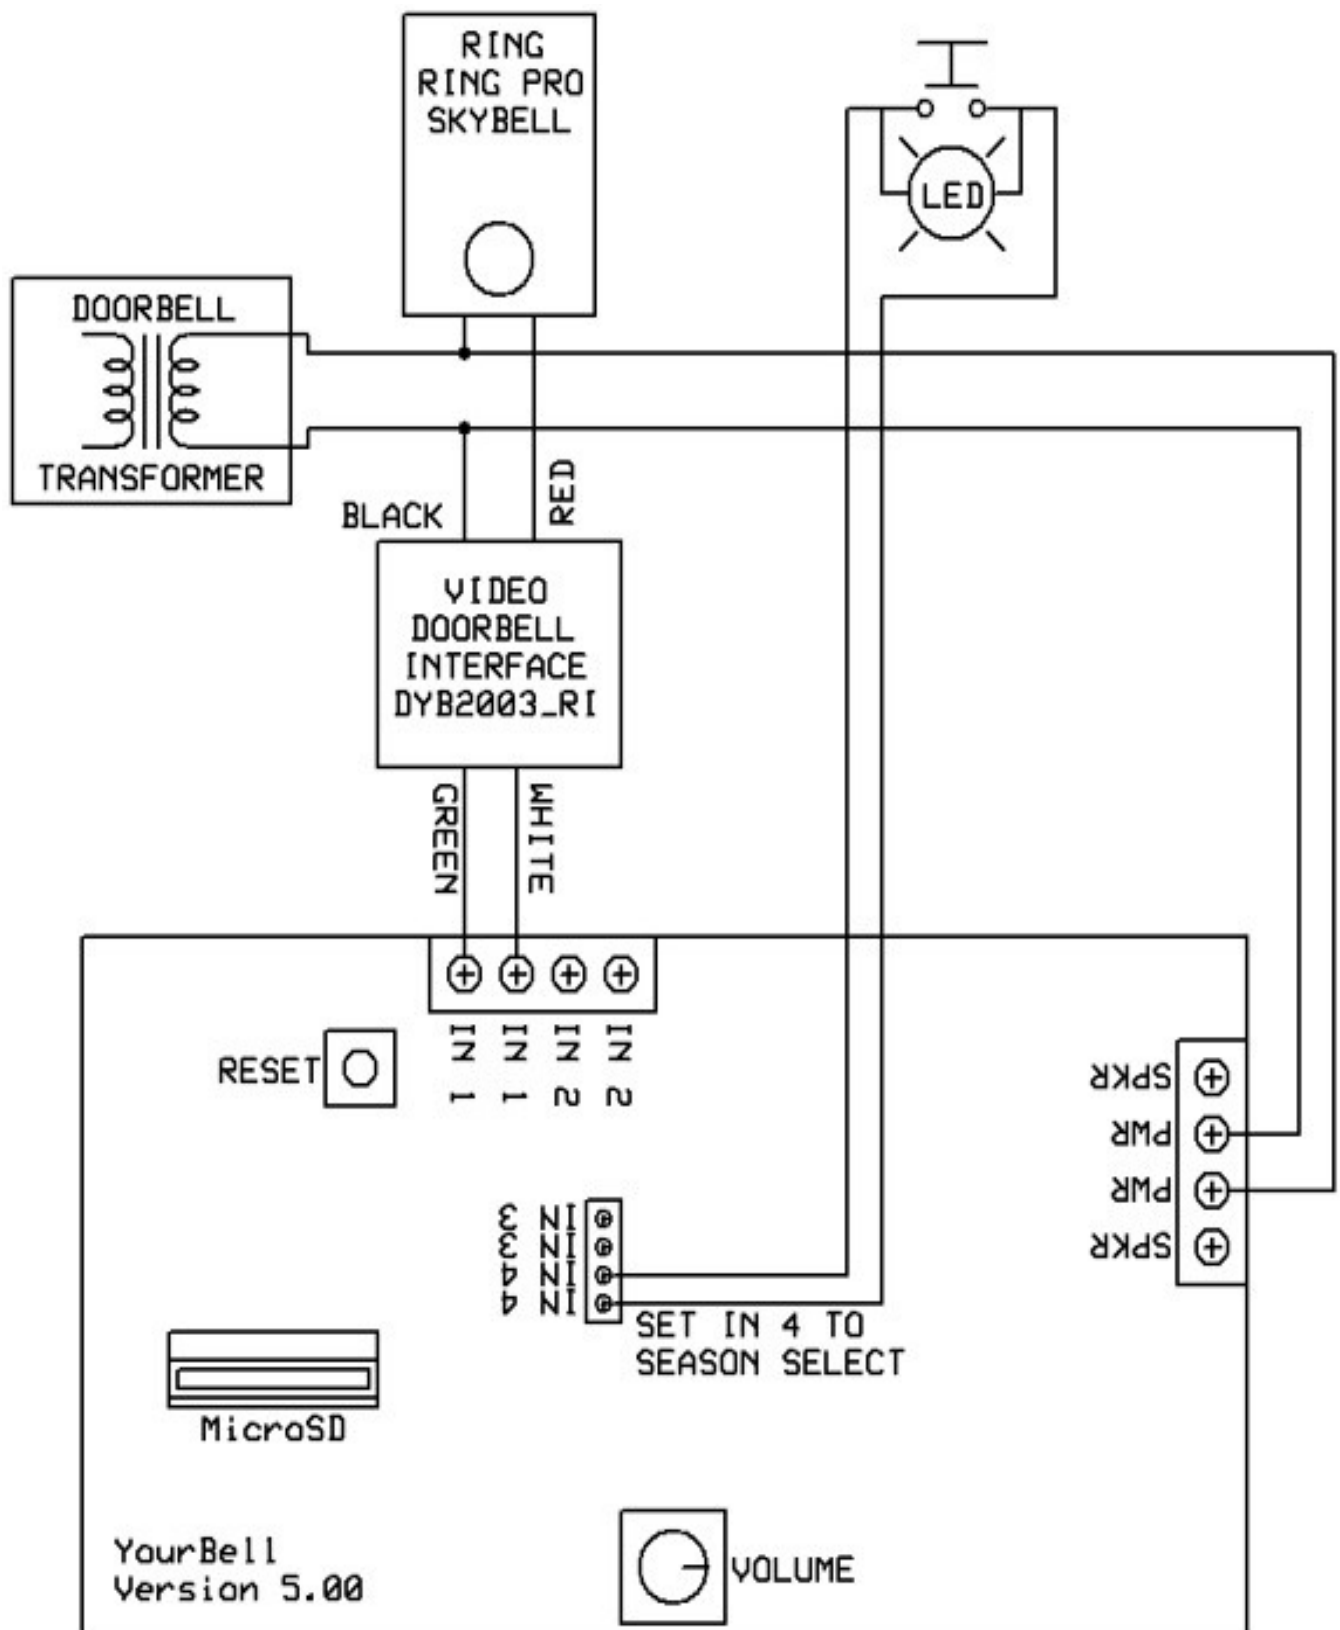 RING
RING PRO
SKYBELL
LED
DOORBELL
TRANSFORMER
BLACK
RED
VIDEO
DOORBELL
INTERFACE
DYB2003_RI
GREEN
WHITE
IN 1
IN 1
IN 2
IN 2
RESET
SPKR
PWR
PWR
SPKR
IN 3
IN 3
IN 4
IN 4
SET IN 4 TO
SEASON SELECT
MicroSD
YourBell
Version 5.00
VOLUME